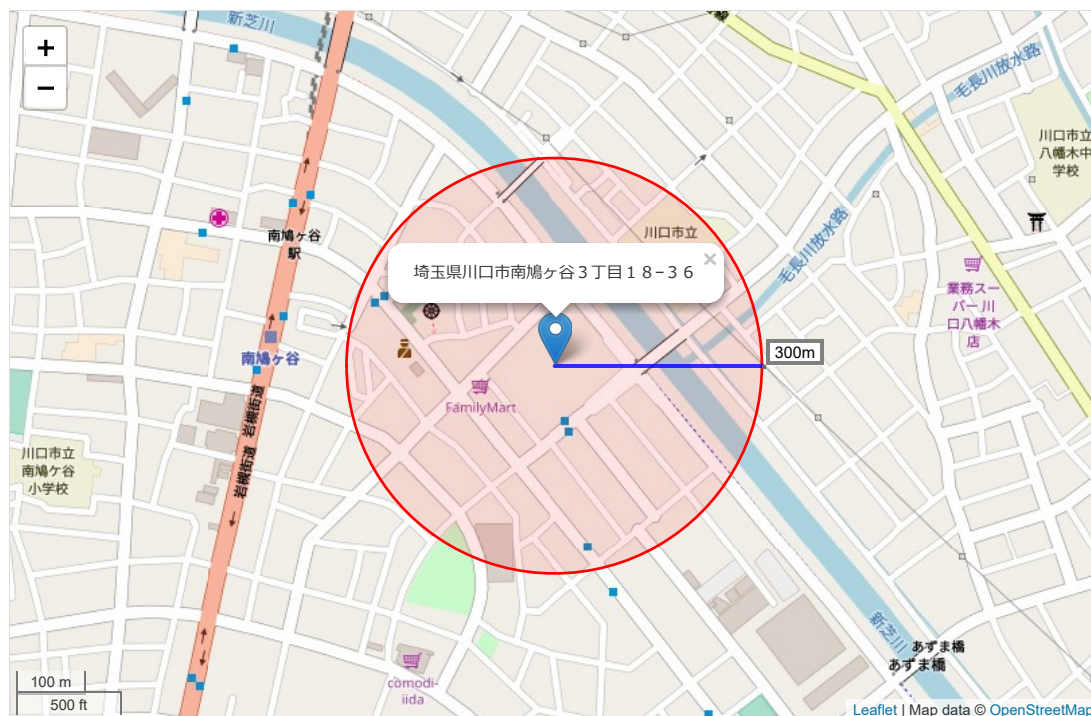 新芝川
+
−
毛長川放水路
川口市立
八幡木中
学校
川口市立
南鳩ヶ谷
駅
毛長川放水路
埼玉県川口市南鳩ヶ谷3丁目18−36
×
業務スー
パー川
口八幡木
店
南鳩ヶ谷
300m
FamilyMart
岩槻街道 岩槻街道
川口市立
南鳩ケ谷
小学校
新芝川
あずま橋
あずま橋
comodi-
iida
100 m
500 ft
Leaflet | Map data © OpenStreetMap